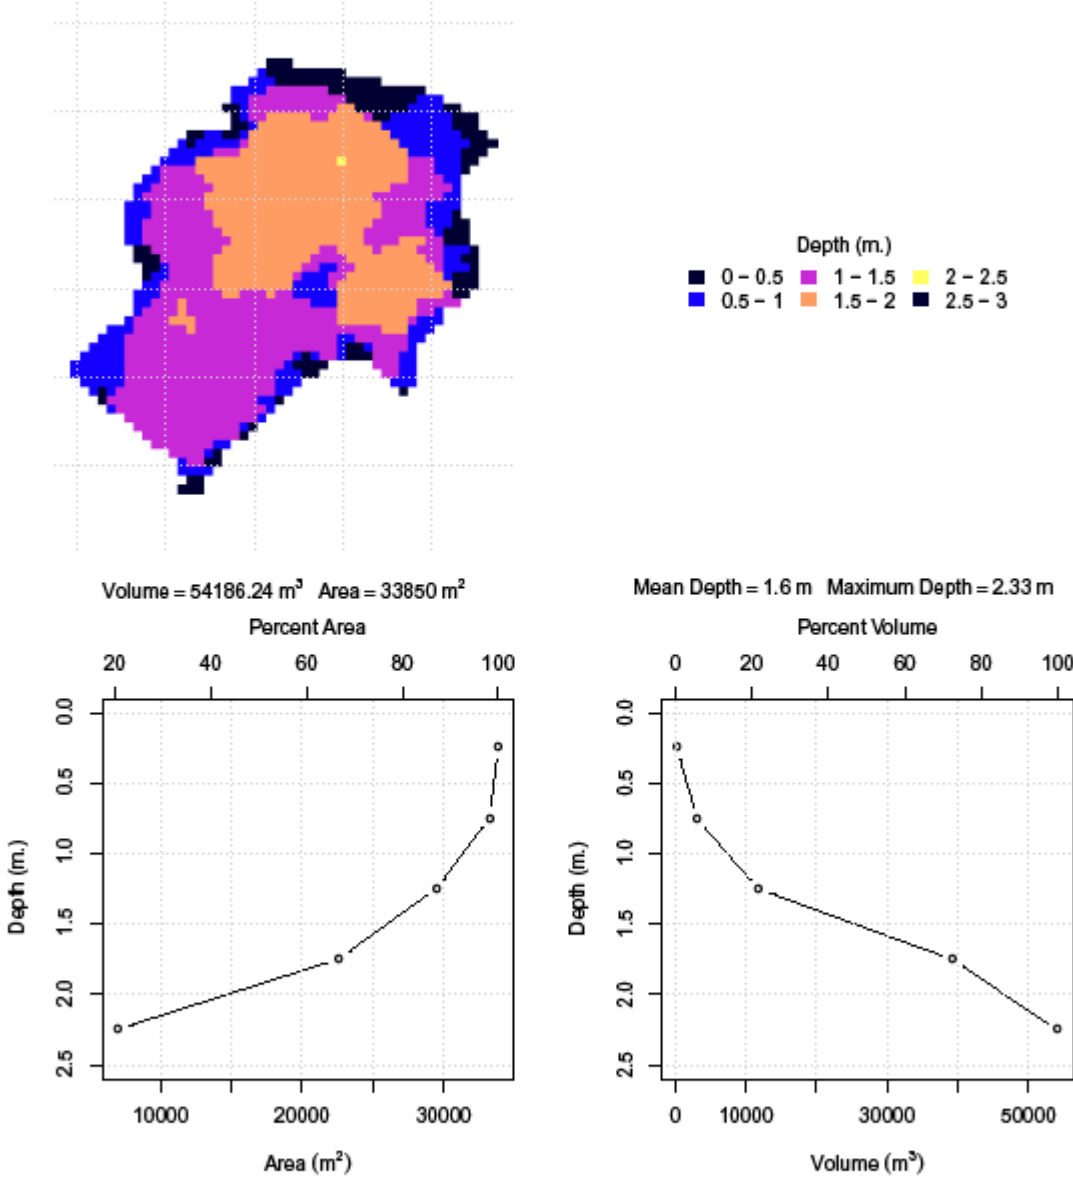 Depth (m.)
0 – 0.5 1 – 1.5 2 – 2.5
0.5 – 1 1.5 – 2 2.5 – 3
Volume = 54186.24 m³ Area = 33850 m²
Mean Depth = 1.6 m Maximum Depth = 2.33 m
Percent Area
20 40 60 80 100
Depth (m.)
0.0
0.5
1.0
1.5
2.0
2.5
10000 20000 30000
Area (m²)
Percent Volume
0 20 40 60 80 100
Depth (m.)
0.0
0.5
1.0
1.5
2.0
2.5
0 10000 30000 50000
Volume (m³)